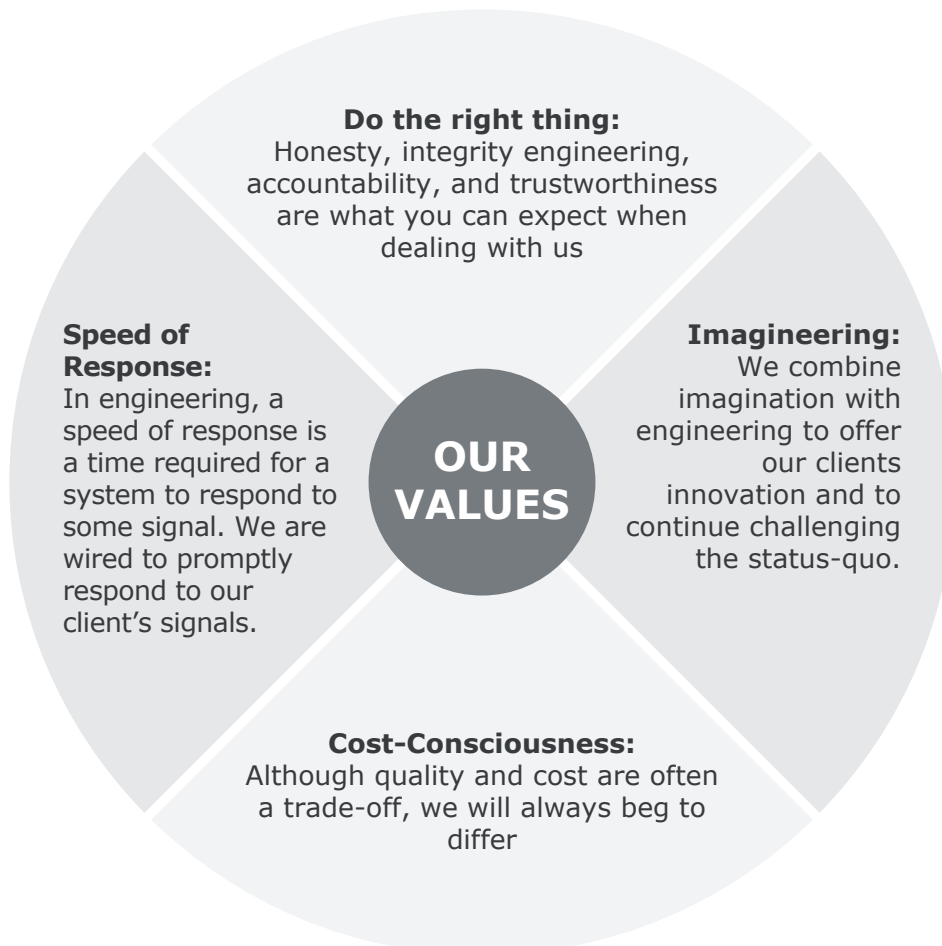 Do the right thing:
Honesty, integrity engineering,
accountability, and trustworthiness
are what you can expect when
dealing with us
Speed of
Response:
In engineering, a
speed of response is
a time required for a
system to respond to
some signal. We are
wired to promptly
respond to our
client’s signals.
OUR
VALUES
Imagineering:
We combine
imagination with
engineering to offer
our clients
innovation and to
continue challenging
the status-quo.
Cost-Consciousness:
Although quality and cost are often
a trade-off, we will always beg to
differ